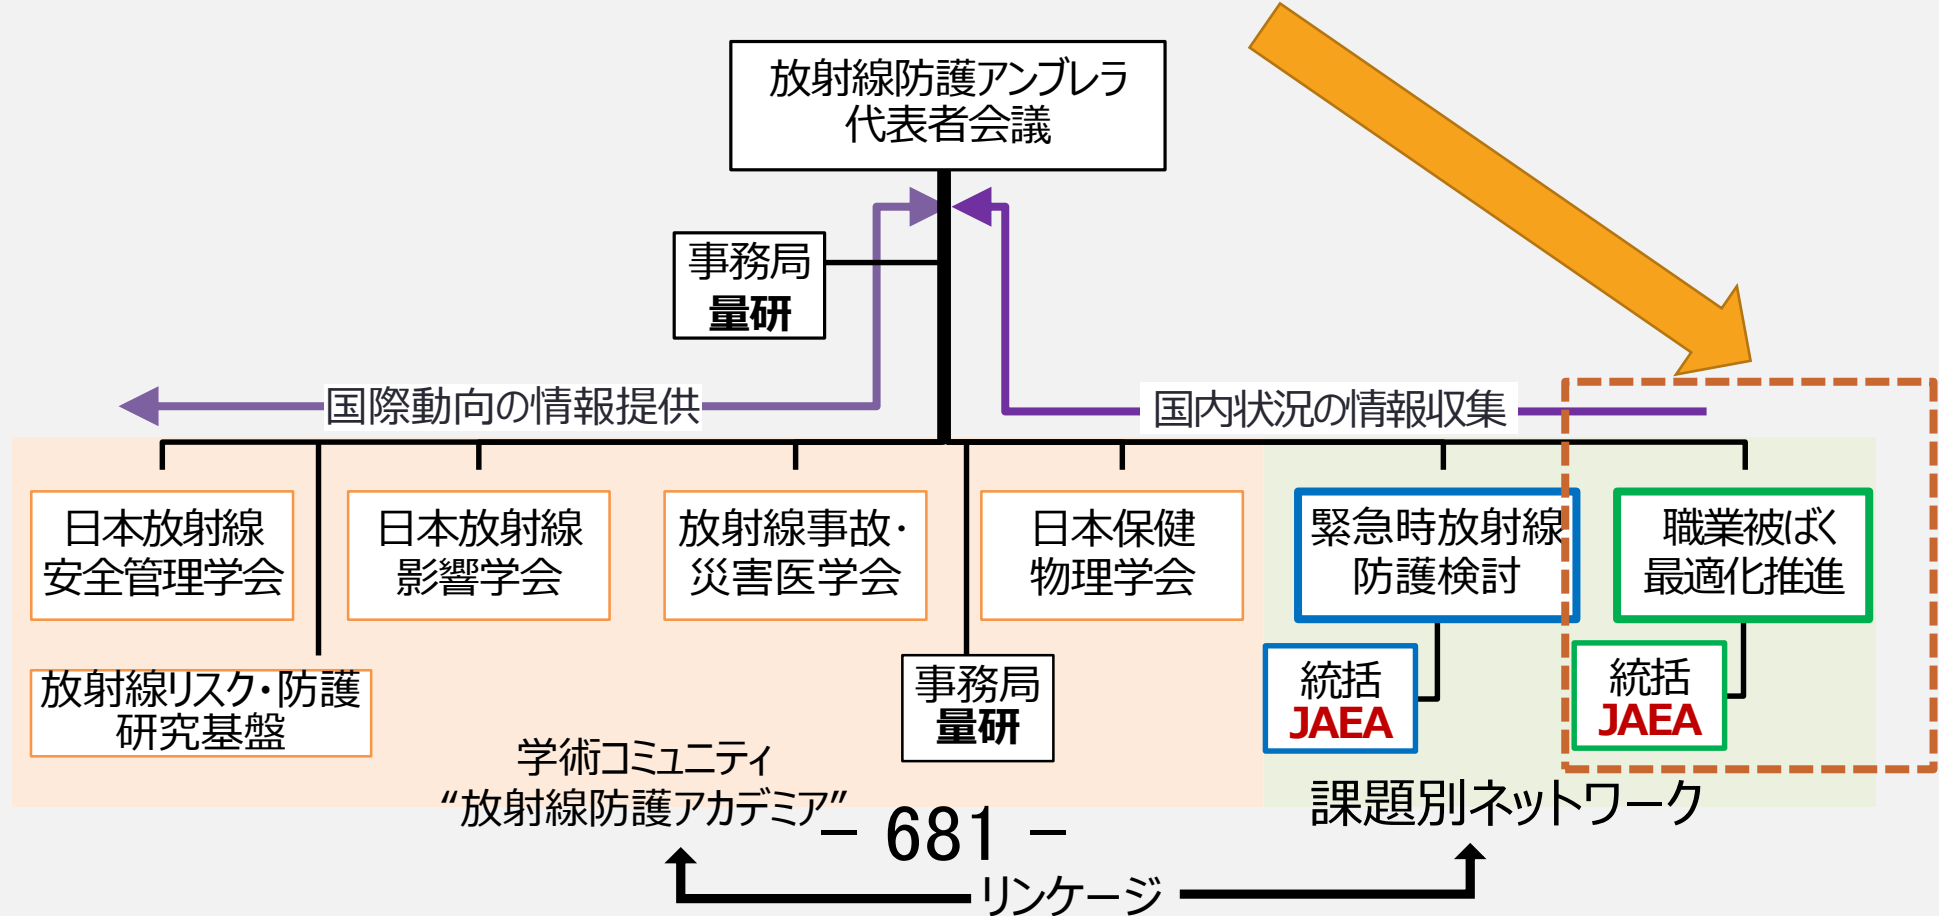 放射線防護アンブレラ
代表者会議
事務局
量研
国際動向の情報提供
国内状況の情報収集
日本放射線
安全管理学会
日本放射線
影響学会
放射線事故・
災害医学会
日本保健
物理学会
緊急時放射線
防護検討
職業被ばく
最適化推進
放射線リスク・防護
研究基盤
事務局
量研
統括
JAEA
統括
JAEA
学術コミュニティ
“放射線防護アカデミア”
課題別ネットワーク
- 681 -
リンケージ